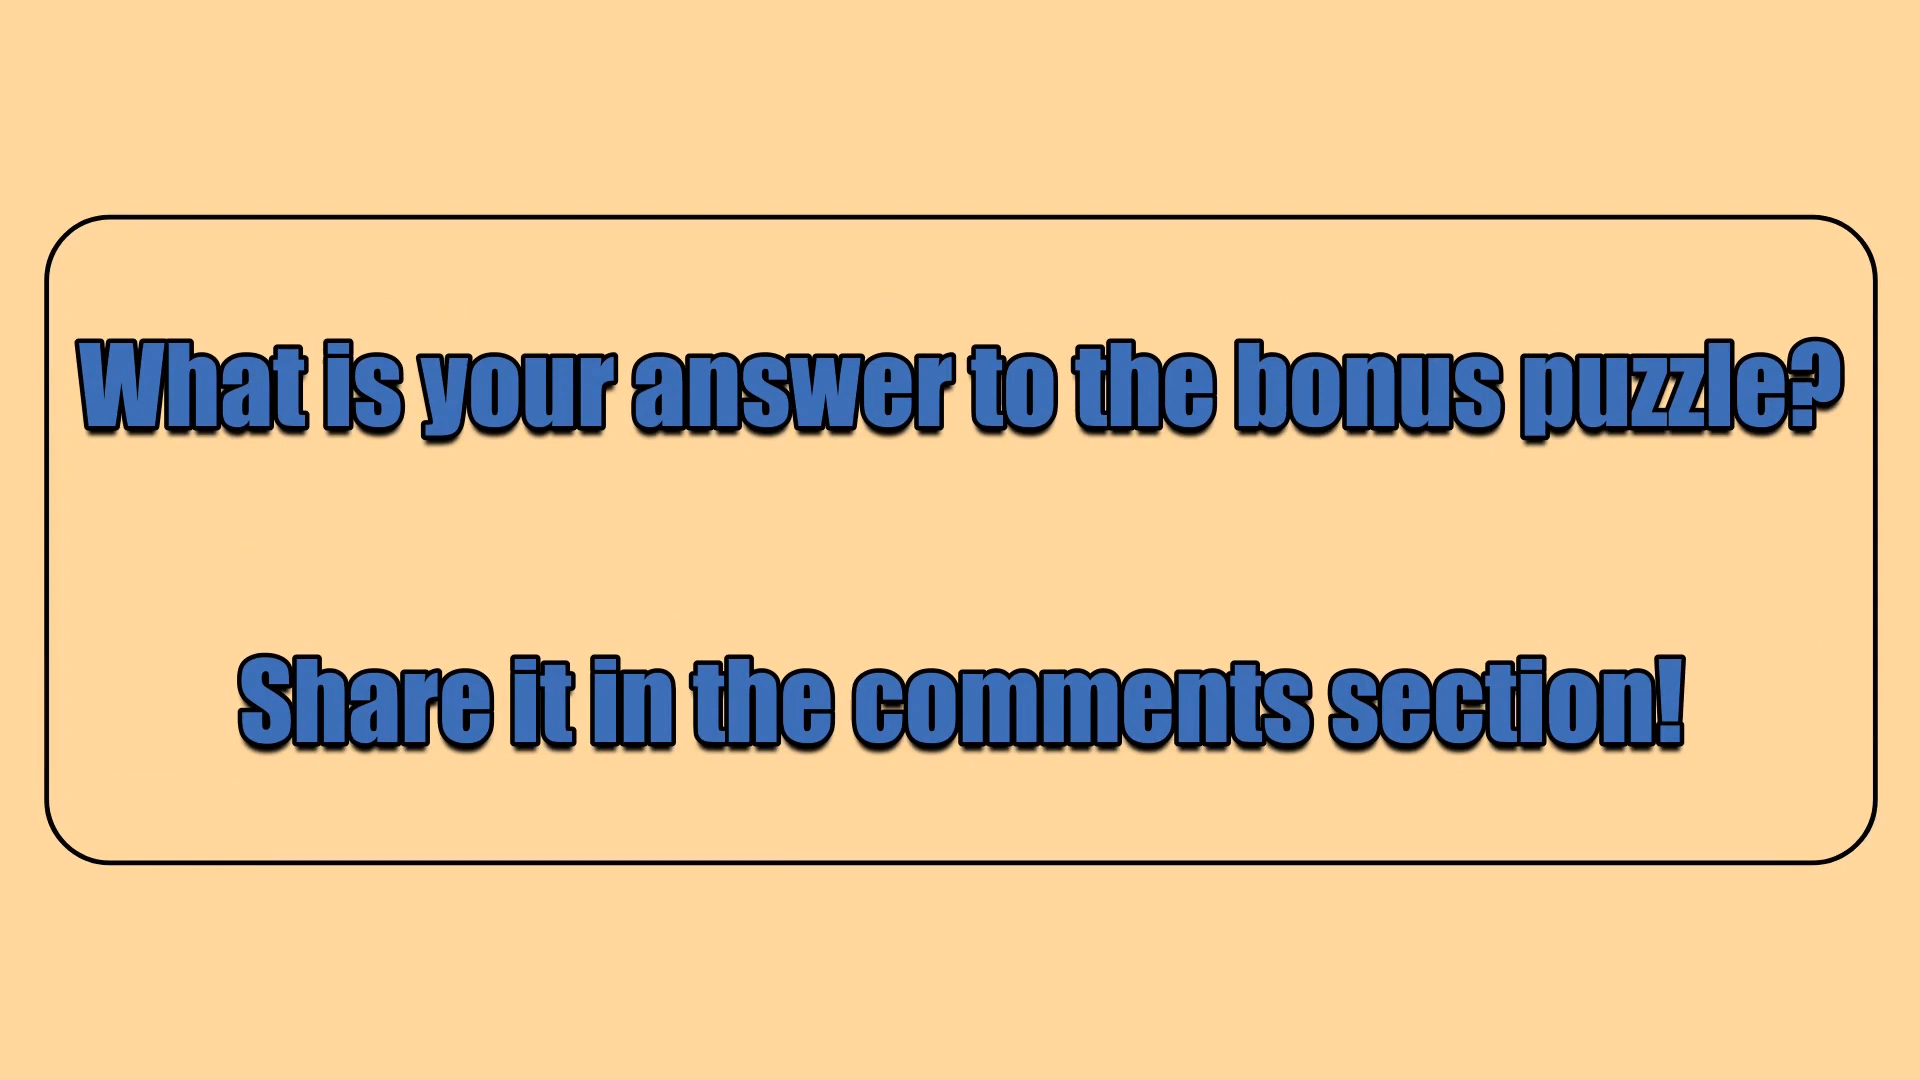 What is your answer to the bonus puzzle?
Share it in the comments section!